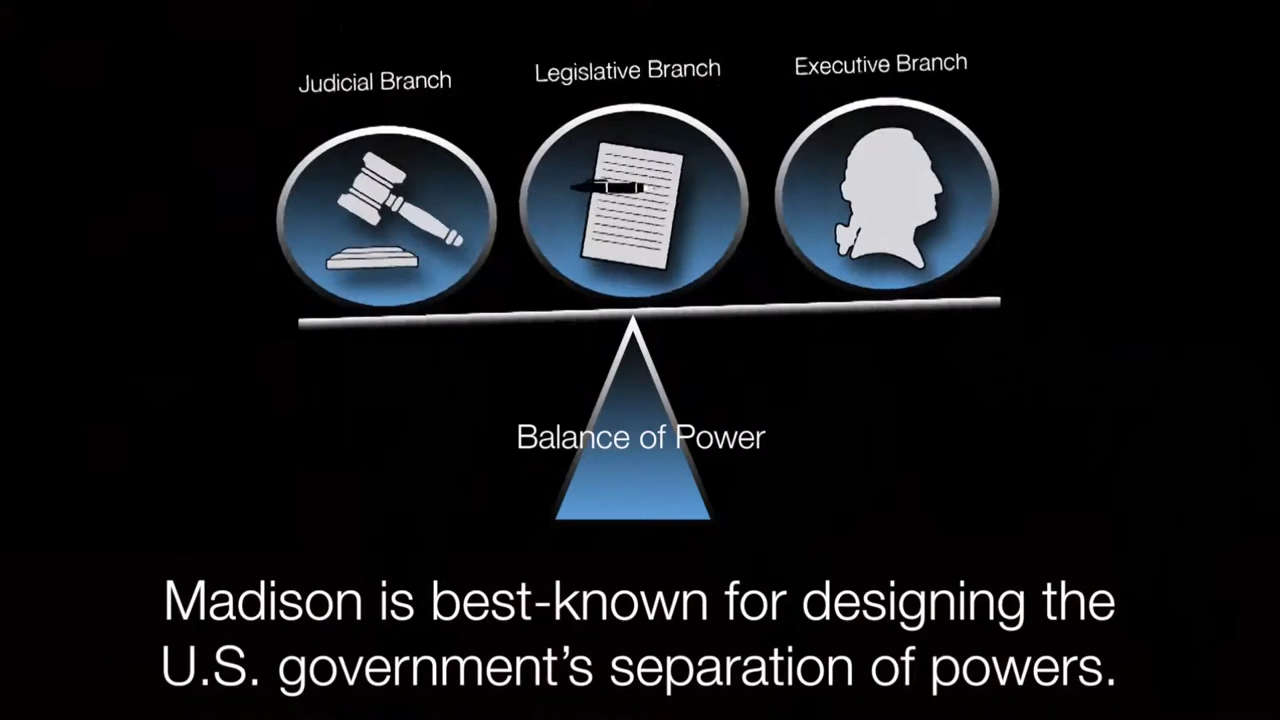 Judicial Branch
Legislative Branch
Executive Branch
Balance of Power
Madison is best-known for designing the
U.S. government’s separation of powers.